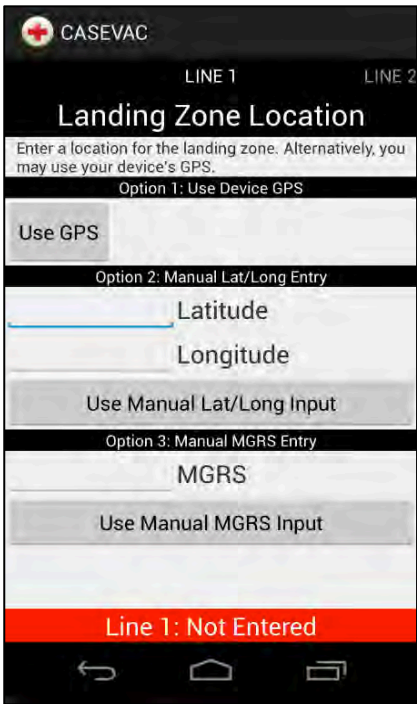 CASEVAC
LINE 1 LINE 2
Landing Zone Location
Enter a location for the landing zone. Alternatively, you
may use your device's GPS.
Option 1: Use Device GPS
Use GPS
Option 2: Manual Lat/Long Entry
Latitude
Longitude
Use Manual Lat/Long Input
Option 3: Manual MGRS Entry
MGRS
Use Manual MGRS Input
Line 1: Not Entered